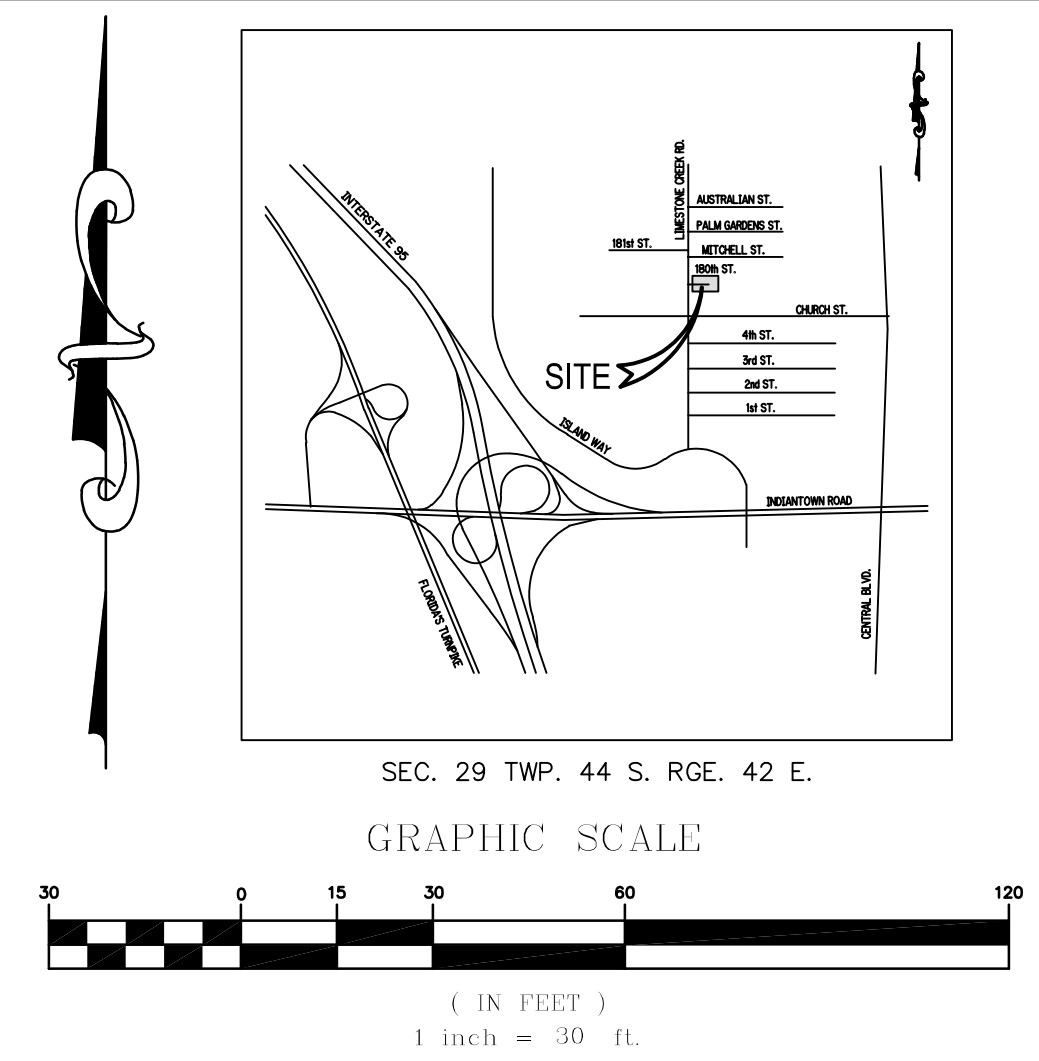 LIMESTONE CREEK RD.
INTERSTATE 95
AUSTRALIAN ST.
PALM GARDENS ST.
181st ST.
MITCHELL ST.
180th ST.
CHURCH ST.
4th ST.
3rd ST.
SITE
2nd ST.
1st ST.
ISLAND WAY
INDIANTOWN ROAD
FLORIDA'S TURNPIKE
CENTRAL BLVD.
SEC. 29 TWP. 44 S. RGE. 42 E.
GRAPHIC SCALE
30 0 15 30 60 120
( IN FEET )
1 inch = 30 ft.